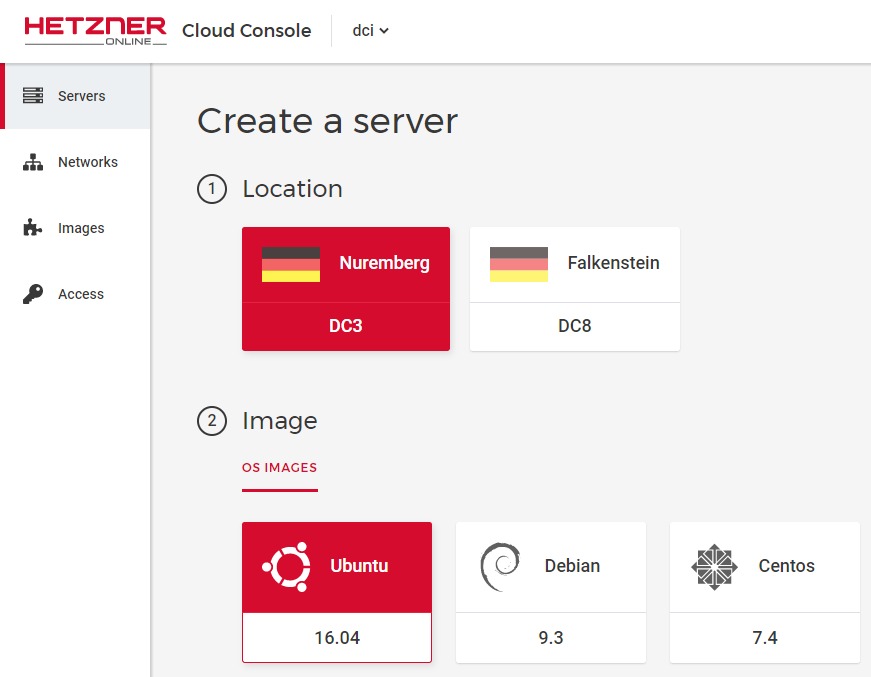 HETZNER
ONLINE
Cloud Console
dci
Servers
Networks
Images
Access
Create a server
1 Location
Nuremberg
DC3
Falkenstein
DC8
2 Image
OS IMAGES
Ubuntu
16.04
Debian
9.3
Centos
7.4